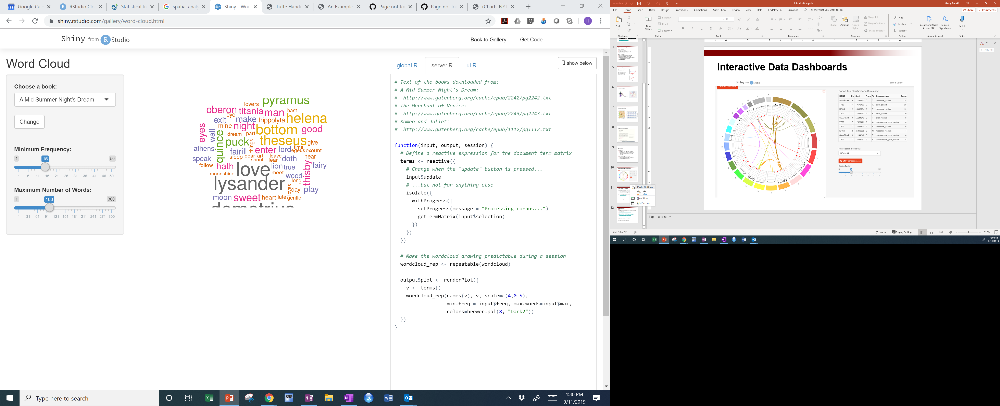 Google Cale
RStudio Clo
Statistical In
spatial analy
Shiny - Wor
Tufte Hand
An Example
Page not fo
Page not fo
rCharts NYT
shiny.rstudio.com/gallery/word-cloud.html
H
Shiny from R Studio
Back to Gallery
Get Code
Word Cloud
Choose a book:
A Mid Summer Night's Dream
Change
Minimum Frequency:
1 15 50
1 6 11 16 21 26 31 36 41 46 50
Maximum Number of Words:
1 100 300
1 31 61 91 121 151 181 211 241 271 300
lovers pyramus
oberon titania man hast
eye
exit make hippolyta helena
mine night bottom good
eyes wall dream part
quince puck theseus give
athens fair ill things enter lord time egeus exeunt
speak sleep dear art leave hear
snout fear doth
follow hath love lion true thisby fairy
moonshine meet wood
lysander long
loves day play
moon sweet heart flute gentle
demetrius
global.R
server.R
ui.R
show below
# Text of the books downloaded from:
# A Mid Summer Night's Dream:
#  http://www.gutenberg.org/cache/epub/2242/pg2242.txt
# The Merchant of Venice:
#  http://www.gutenberg.org/cache/epub/2243/pg2243.txt
# Romeo and Juliet:
#  http://www.gutenberg.org/cache/epub/1112/pg1112.txt
function(input, output, session) {
  # Define a reactive expression for the document term matrix
  terms <- reactive({
    # Change when the "update" button is pressed...
    input$update
    # ...but not for anything else
    isolate({
      withProgress({
        setProgress(message = "Processing corpus...")
        getTermMatrix(input$selection)
      })
    })
  })
  # Make the wordcloud drawing predictable during a session
  wordcloud_rep <- repeatable(wordcloud)
  output$plot <- renderPlot({
    v <- terms()
    wordcloud_rep(names(v), v, scale=c(4,0.5),
                  min.freq = input$freq, max.words=input$max,
                  colors=brewer.pal(8, "Dark2"))
  })
}
Type here to search
1:30 PM
9/11/2019
AutoSave Off
Introduction.pptx
Henry Renski
File Home Insert Draw Design Transitions Animations Slide Show Review View Help EndNote X7 Acrobat Tell me what you want to do
Share Comments
Paste
Clipboard
New Slide
Layout
Reset
Section
Slides
32
Font
Paragraph
Shapes
Arrange
Quick Styles
Shape Fill
Shape Outline
Shape Effects
Drawing
Find
Replace
Select
Editing
Create and Share Adobe PDF
Request Signatures
Adobe Acrobat
Dictate
Voice
Play All
4
5
6
7
8
9
10
11
12
Paste Options:
New Slide
Add Section
Interactive Data Dashboards
Shiny from R Studio
Back to Gallery
More Information
Cohort Top ClinVar Gene Summary:
HGNC Chr Start From To Consequence Count
SMARCA4 19 11144847 C T missense_variant 18
TP53 17 7578437 G A stop_gained 18
KRAS 12 25398284 C T missense_variant 12
TP53 17 7578437 G A exon_variant 10
SMARCA4 19 11144847 C T exon_variant 8
TP53 17 7577121 G A downstream_gene_variant 6
TP53 17 7577121 G A missense_variant 6
KRAS 12 25398285 C G missense_variant 4
SMARCA4 19 11144847 C T downstream_gene_variant 4
TP53 17 7578437 G A downstream_gene_variant 4
Please select a donor ID:
DO49184
SNP Consequences
Resize Factor:
Tap to add notes
Slide 10 of 12
Notes
Display Settings
112%
1:30 PM
9/11/2019